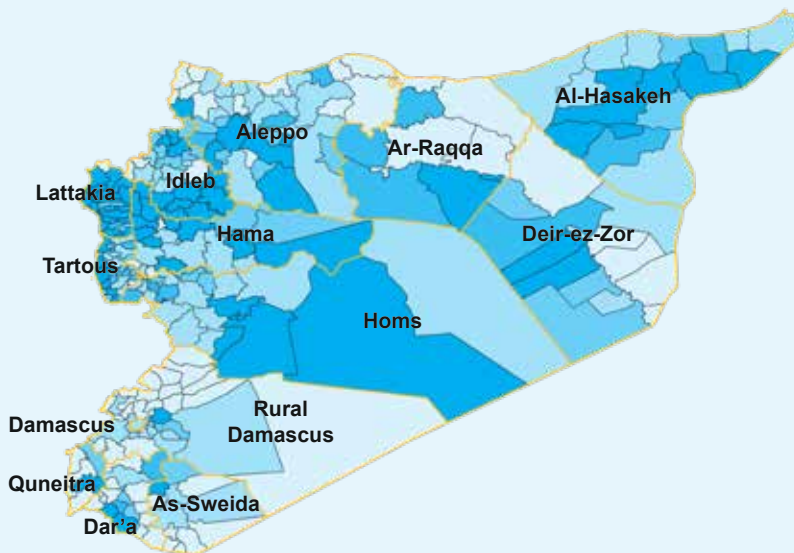 Al-Hasakeh
Aleppo
Ar-Raqqa
Idleb
Lattakia
Hama
Deir-ez-Zor
Tartous
Homs
Rural
Damascus
Damascus
Quneitra
As-Sweida
Dar'a